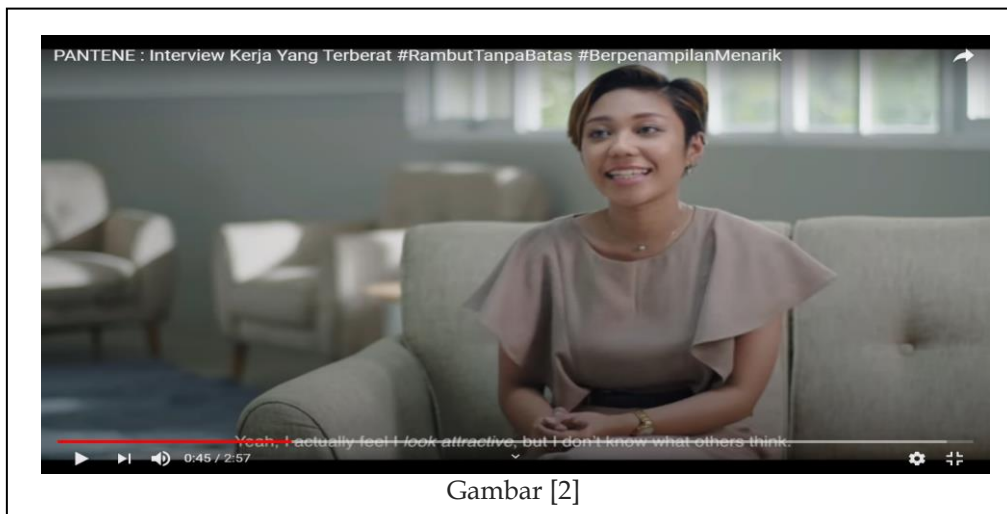 PANTENE : Interview Kerja Yang Terberat #RambutTanpaBatas #BerpenampilanMenarik
Yeah, I actually feel I look attractive, but I don't know what others think.
0:45 / 2:57
Gambar [2]